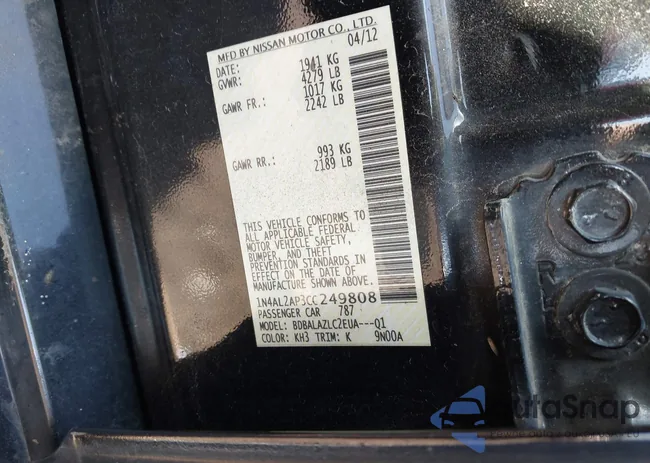 MFD BY NISSAN MOTOR CO., LTD.
DATE: 04/12
GVWR: 1941 KG
4279 LB
GAWR FR.: 1017 KG
2242 LB
GAWR RR.: 993 KG
2189 LB
THIS VEHICLE CONFORMS TO
ALL APPLICABLE FEDERAL
MOTOR VEHICLE SAFETY,
BUMPER, AND THEFT
PREVENTION STANDARDS IN
EFFECT ON THE DATE OF
MANUFACTURE SHOWN ABOVE.
1N4AL2AP3CC249808
PASSENGER CAR 787
MODEL: BDBALAZLC2EUA---Q1
COLOR: KH3 TRIM: K 9N00A
R L
AutoSnap